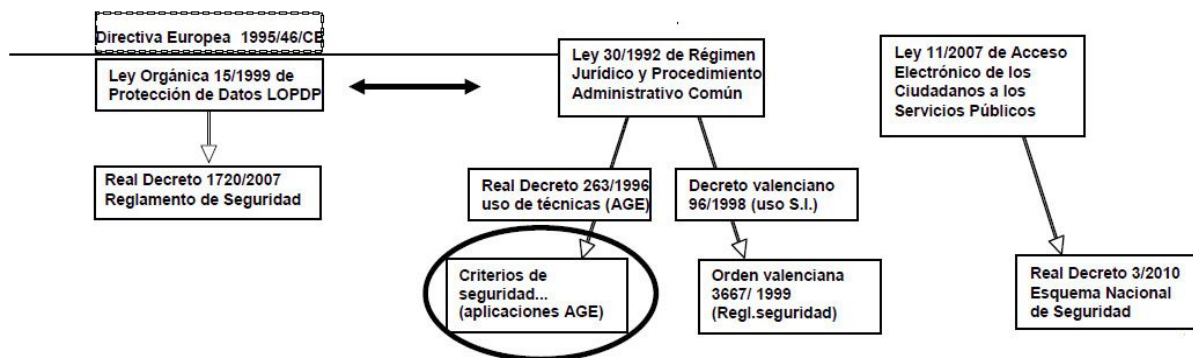 Directiva Europea 1995/46/CE
Ley Orgánica 15/1999 de
Protección de Datos LOPDP
Real Decreto 1720/2007
Reglamento de Seguridad
Ley 30/1992 de Régimen
Jurídico y Procedimiento
Administrativo Común
Real Decreto 263/1996
uso de técnicas (AGE)
Criterios de
seguridad...
(aplicaciones AGE)
Decreto valenciano
96/1998 (uso S.I.)
Orden valenciana
3667/ 1999
(Regl.seguridad)
Ley 11/2007 de Acceso
Electrónico de los
Ciudadanos a los
Servicios Públicos
Real Decreto 3/2010
Esquema Nacional
de Seguridad